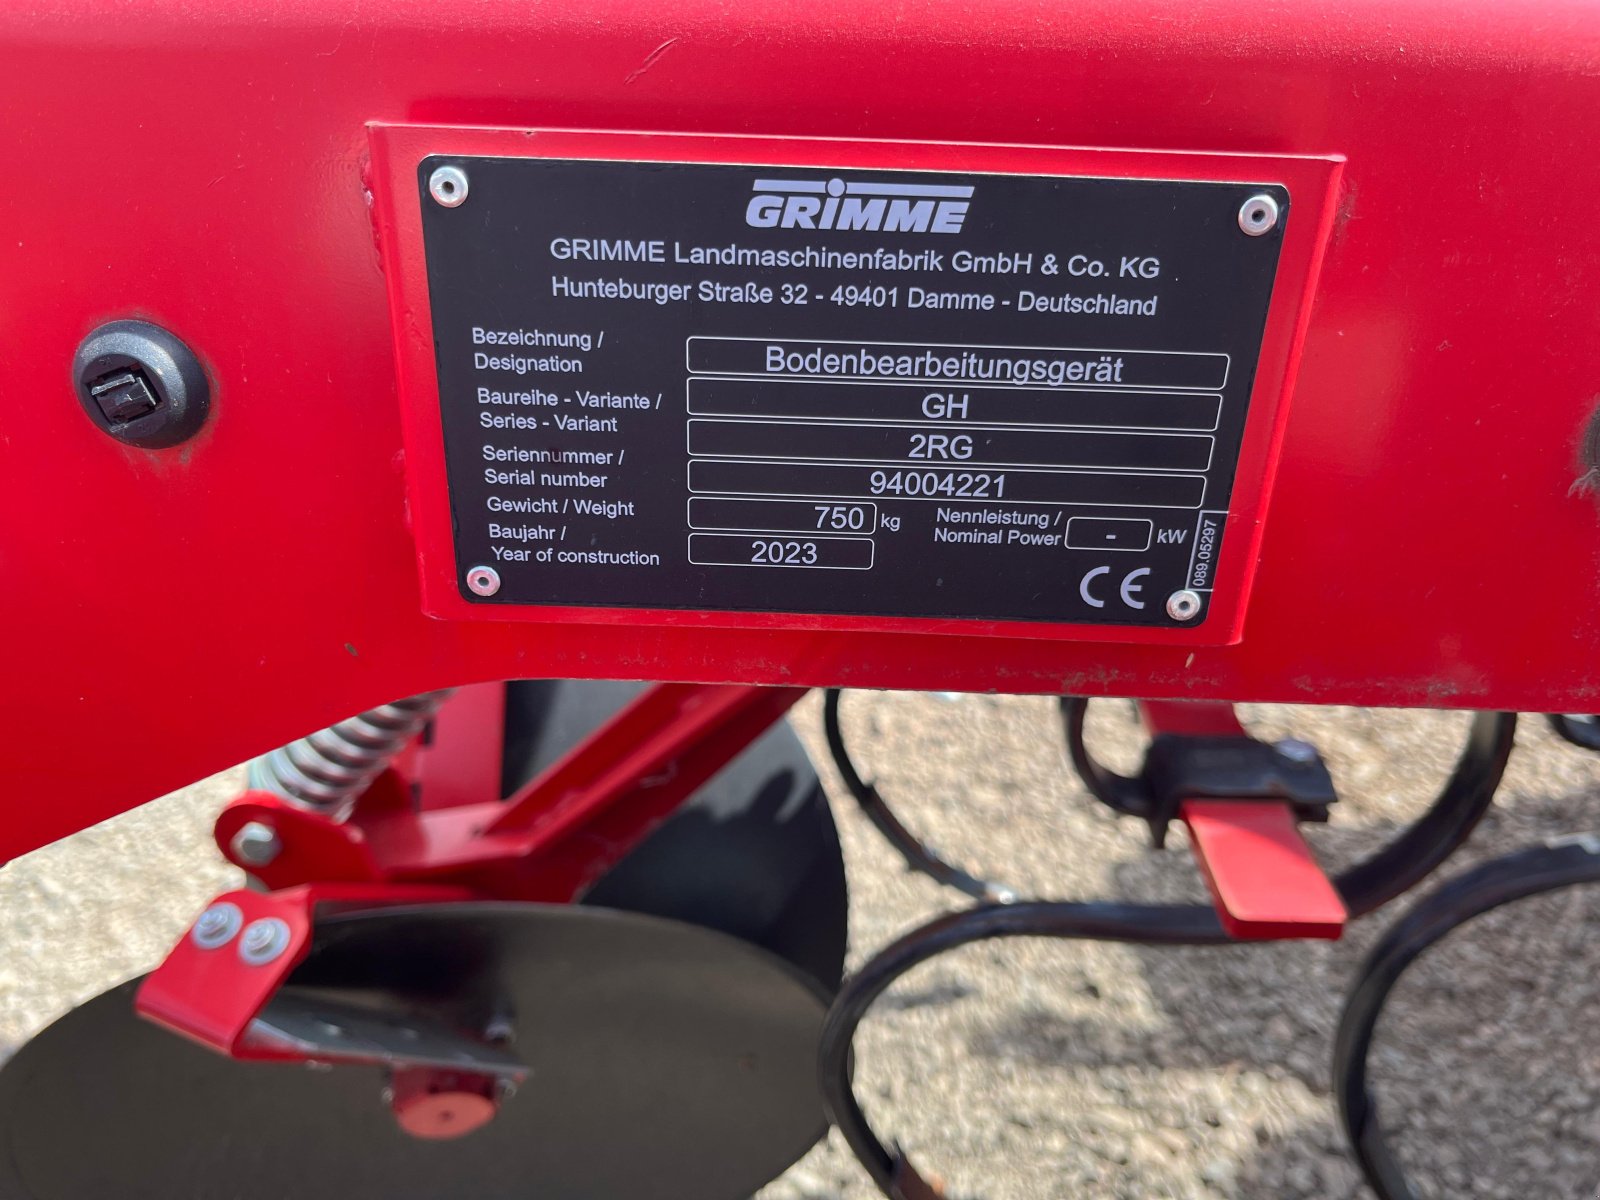 GRIMME
GRIMME Landmaschinenfabrik GmbH & Co. KG
Hunteburger Straße 32 - 49401 Damme - Deutschland
Bezeichnung /
Designation
Bodenbearbeitungsgerät
Baureihe - Variante /
Series - Variant
GH
2RG
Seriennummer /
Serial number
94004221
Gewicht / Weight
750 kg
Nennleistung /
Nominal Power
- kW
Baujahr /
Year of construction
2023
CE
089.05297